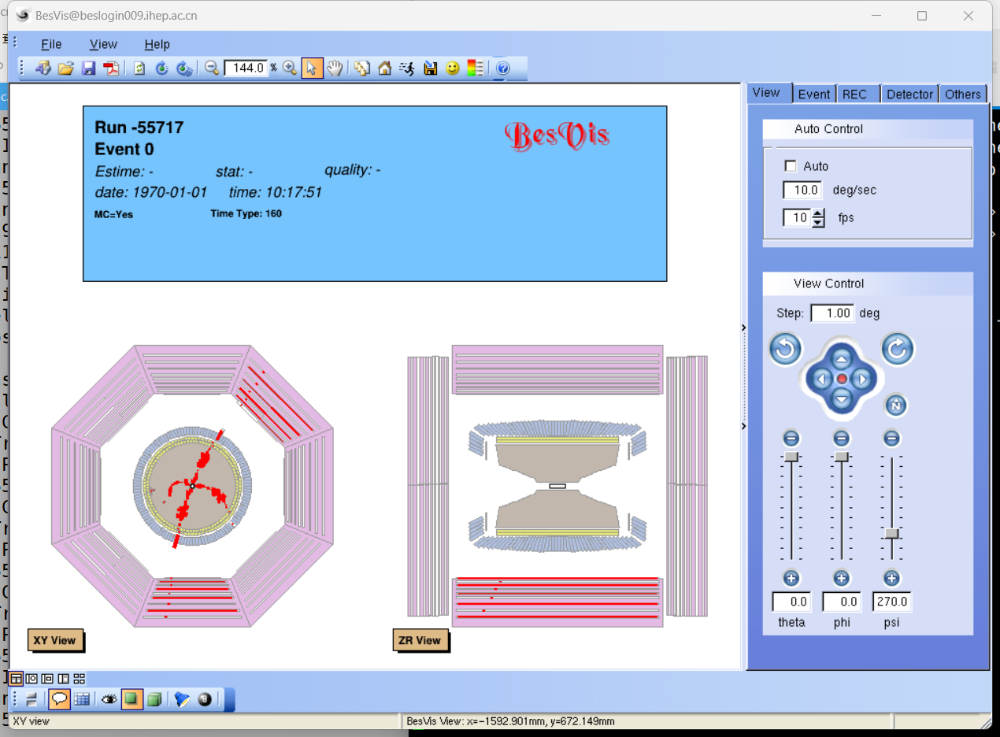 BesVis@beslogin009.ihep.ac.cn
File View Help
144.0 %
View Event REC Detector Others
Run -55717
BesVis
Event 0
Estime: - stat: - quality: -
date: 1970-01-01 time: 10:17:51
MC=Yes Time Type: 160
Auto Control
Auto
10.0 deg/sec
10 fps
View Control
Step: 1.00 deg
N
0.0 0.0 270.0
theta phi psi
XY View ZR View
XY view BesVis View: x=-1592.901mm, y=672.149mm